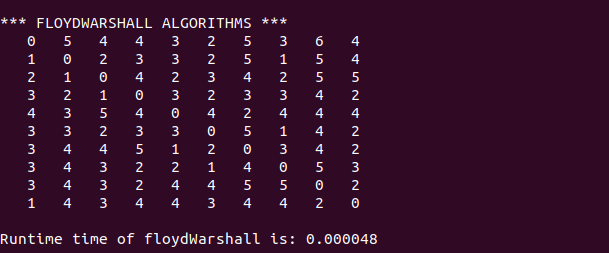 *** FLOYDWARSHALL ALGORITHMS ***
0 5 4 4 3 2 5 3 6 4
1 0 2 3 3 2 5 1 5 4
2 1 0 4 2 3 4 2 5 5
3 2 1 0 3 2 3 3 4 2
4 3 5 4 0 4 2 4 4 4
3 3 2 3 3 0 5 1 4 2
3 4 4 5 1 2 0 3 4 2
3 4 3 2 2 1 4 0 5 3
3 4 3 2 4 4 5 5 0 2
1 4 3 4 4 3 4 4 2 0
Runtime time of floydWarshall is: 0.000048